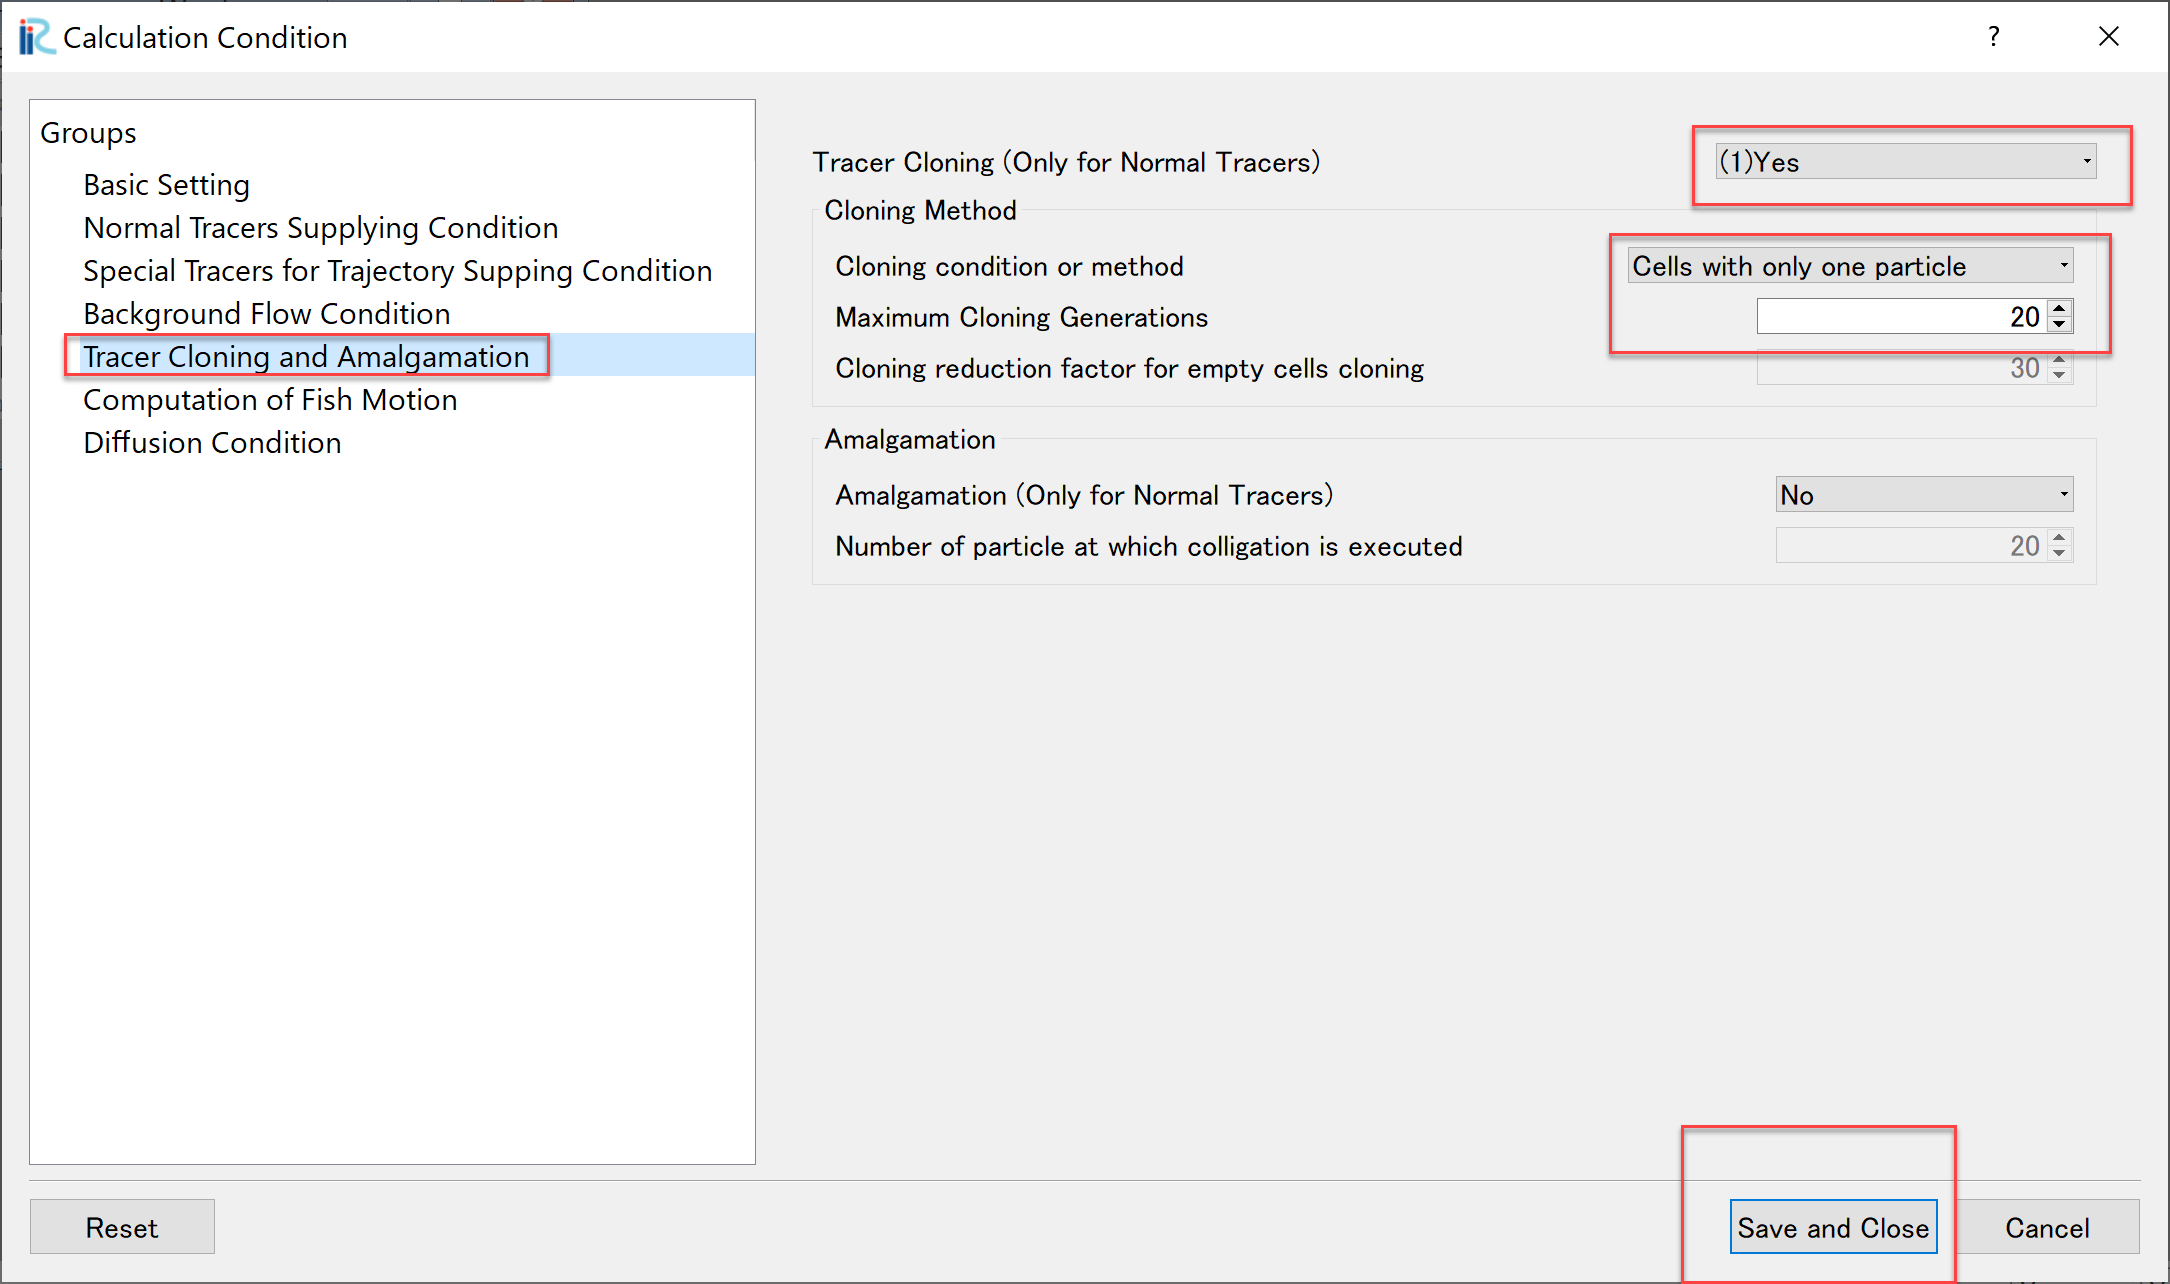 iRC Calculation Condition
?
Groups
Basic Setting
Normal Tracers Supplying Condition
Special Tracers for Trajectory Supping Condition
Background Flow Condition
Tracer Cloning and Amalgamation
Computation of Fish Motion
Diffusion Condition
Tracer Cloning (Only for Normal Tracers) (1)Yes
Cloning Method
Cloning condition or method Cells with only one particle
Maximum Cloning Generations 20
Cloning reduction factor for empty cells cloning 30
Amalgamation
Amalgamation (Only for Normal Tracers) No
Number of particle at which colligation is executed 20
Reset Save and Close Cancel